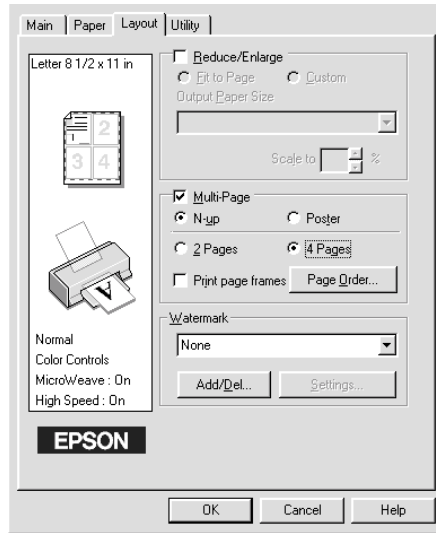 Main Paper Layout Utility
Letter 8 1/2 x 11 in
1 2
3 4
Normal
Color Controls
MicroWeave : On
High Speed : On
EPSON
Reduce/Enlarge
Fit to Page Custom
Output Paper Size
Scale to %
Multi-Page
N-up Poster
2 Pages 4 Pages
Print page frames Page Order...
Watermark
None
Add/Del... Settings...
OK Cancel Help